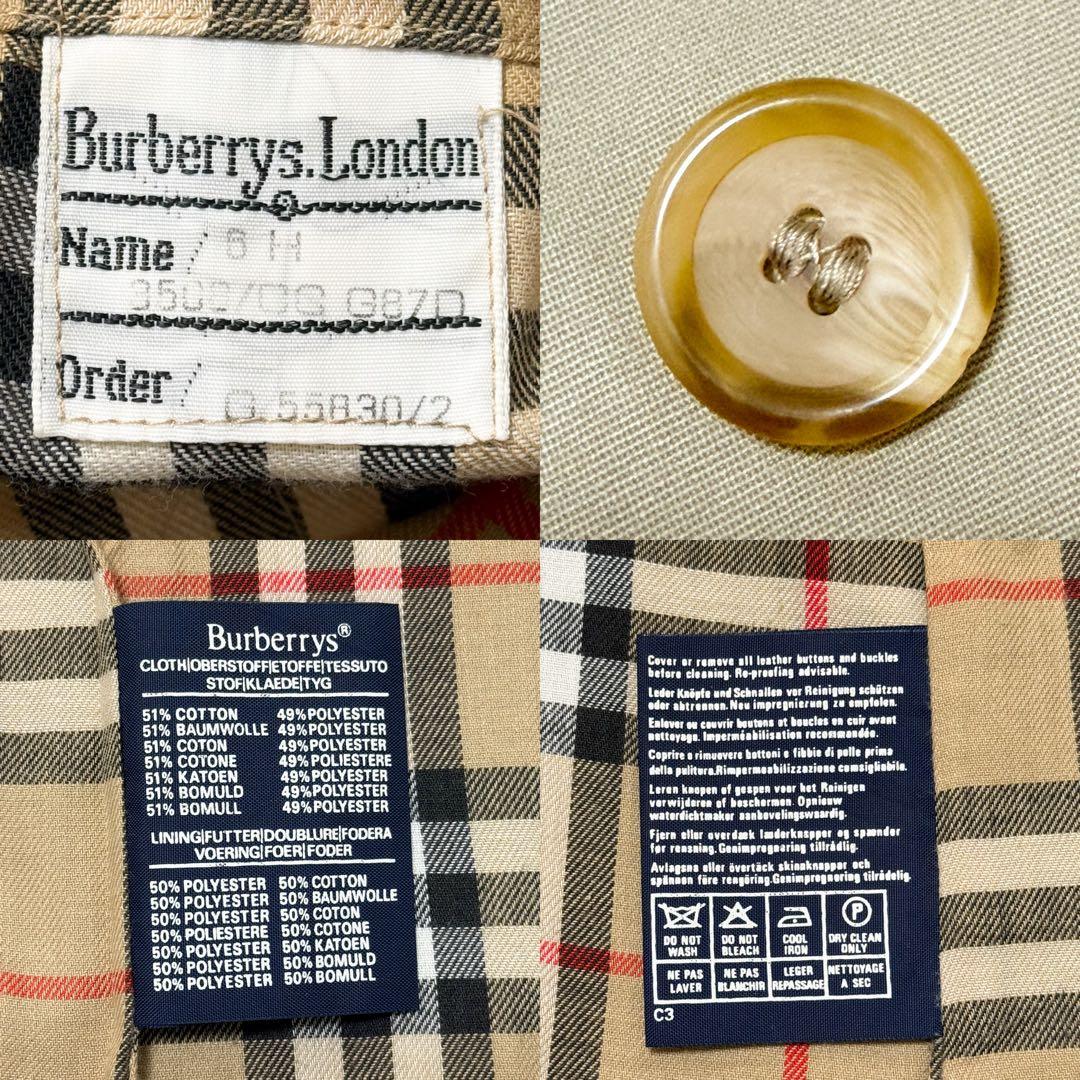 Burberrys.London
Name / 6 H
Order /
Burberrys®
CLOTH|OBERSTOFF|ETOFFE|TESSUTO
STOF|KLAEDE|TYG
51% COTTON 49%POLYESTER
51% BAUMWOLLE 49%POLYESTER
51% COTON 49%POLYESTER
51% COTONE 49%POLIESTERE
51% KATOEN 49%POLYESTER
51% BOMULD 49%POLYESTER
51% BOMULL 49%POLYESTER
LINING|FUTTER|DOUBLURE|FODERA
VOERING|FOER|FODER
50% POLYESTER 50% COTTON
50% POLYESTER 50% BAUMWOLLE
50% POLYESTER 50% COTON
50% POLIESTERE 50% COTONE
50% POLYESTER 50% KATOEN
50% POLYESTER 50% BOMULD
50% POLYESTER 50% BOMULL
Cover or remove all leather buttons and buckles
before cleaning. Re-proofing advisable.
Leder Knöpfe und Schnallen vor Reinigung schützen
oder abtrennen. Neu impregnierung zu empfolen.
Enlever ou couvrir boutons et boucles en cuir avant
nettoyage. Imperméabilisation recommandée.
Coprire o rimuovere bottoni e fibbie di pelle prima
della pulitura.Rimpermeabilizzazione consigliabile.
Leren knopen of gespen voor het Reinigen
verwijderen of beschermen. Opnieuw
waterdichtmaker aanbevelingswaardig.
Fjern eller overdæk læderknapper og spænder
for rensning. Genimprægnering tilrådlig.
Avlagsna eller övertäck skinnknappar och
spännen före rengöring.Genimpregnering tilrådelig.
DO NOT WASH DO NOT BLEACH COOL IRON P DRY CLEAN ONLY
NE PAS LAVER NE PAS BLANCHIR LEGER REPASSAGE NETTOYAGE A SEC
C3